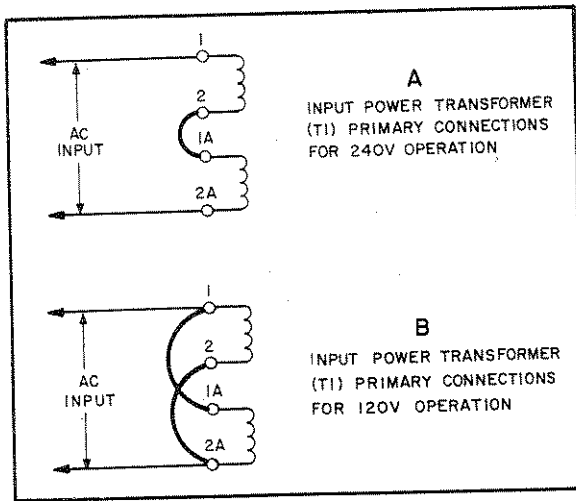 1
2
1A
2A
AC
INPUT
A
INPUT POWER TRANSFORMER
(T1) PRIMARY CONNECTIONS
FOR 240V OPERATION
1
2
1A
2A
AC
INPUT
B
INPUT POWER TRANSFORMER
(T1) PRIMARY CONNECTIONS
FOR 120V OPERATION